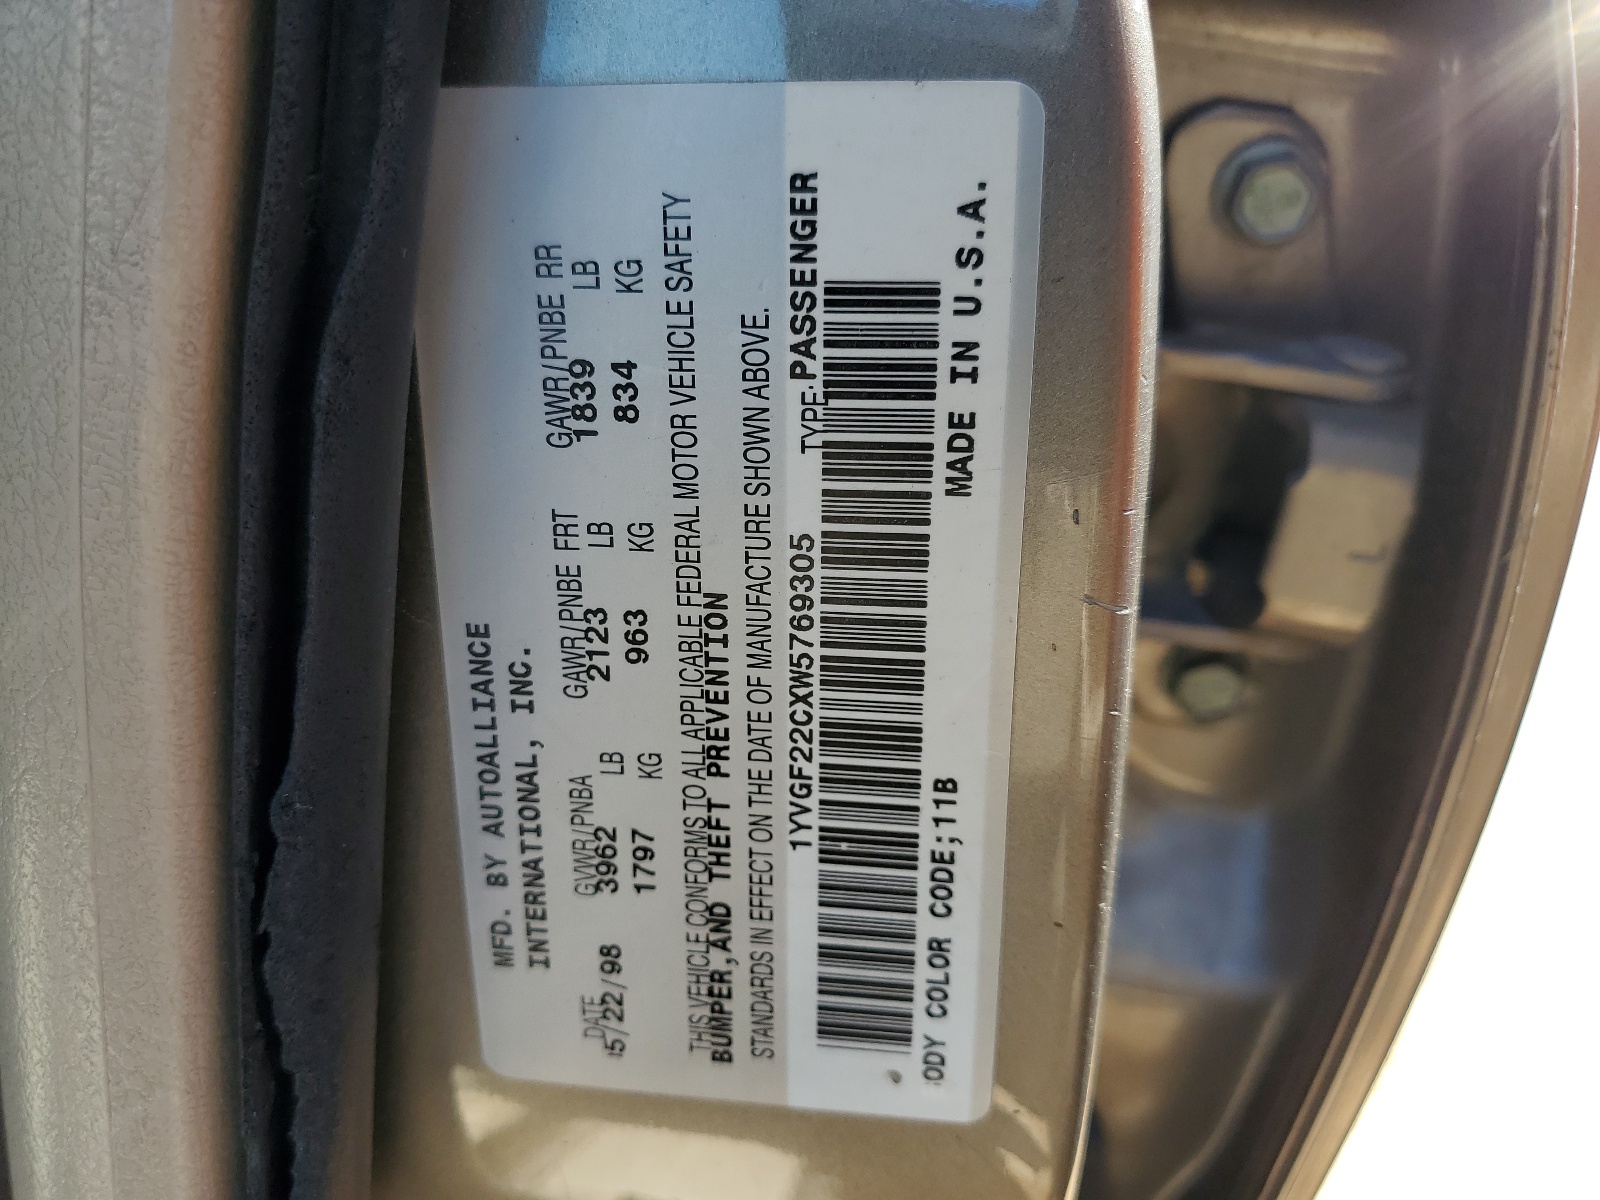 MFD. BY AUTOALLIANCE
INTERNATIONAL, INC.
DATE GVWR/PNBA GAWR/PNBE FRT GAWR/PNBE RR
5/22/98 3962 LB 2123 LB 1839 LB
1797 KG 963 KG 834 KG
THIS VEHICLE CONFORMS TO ALL APPLICABLE FEDERAL MOTOR VEHICLE SAFETY
BUMPER,AND THEFT PREVENTION
STANDARDS IN EFFECT ON THE DATE OF MANUFACTURE SHOWN ABOVE.
1YVGF22CXW5769305 TYPE: PASSENGER
ODY COLOR CODE;11B MADE IN U.S.A.